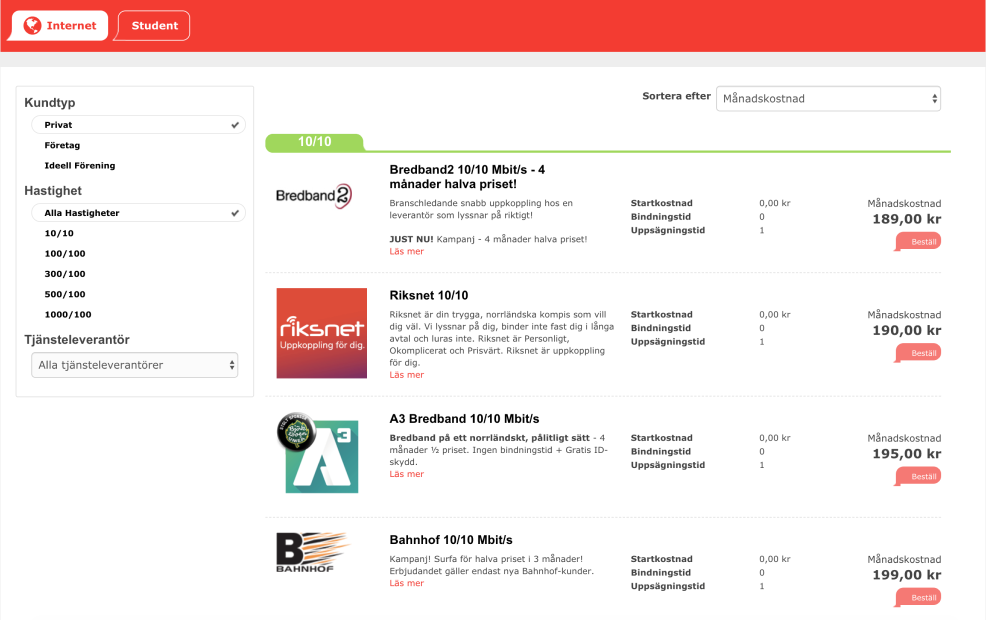 Internet
Student
Kundtyp
Privat
Företag
Ideell Förening
Hastighet
Alla Hastigheter
10/10
100/100
300/100
500/100
1000/100
Tjänsteleverantör
Alla tjänsteleverantörer
Sortera efter
Månadskostnad
10/10
Bredband2
Bredband2 10/10 Mbit/s - 4
månader halva priset!
Branschledande snabb uppkoppling hos en
leverantör som lyssnar på riktigt!
JUST NU! Kampanj - 4 månader halva priset!
Läs mer
Startkostnad 0,00 kr
Bindningstid 0
Uppsägningstid 1
Månadskostnad
189,00 kr
Beställ
riksnet
Uppkoppling för dig.
Riksnet 10/10
Riksnet är din trygga, norrländska kompis som vill
dig väl. Vi lyssnar på dig, binder inte fast dig i långa
avtal och luras inte. Riksnet är Personligt,
Okomplicerat och Prisvärt. Riksnet är uppkoppling
för dig.
Läs mer
Startkostnad 0,00 kr
Bindningstid 0
Uppsägningstid 1
Månadskostnad
190,00 kr
Beställ
A3
A3 Bredband 10/10 Mbit/s
Bredband på ett norrländskt, pålitligt sätt - 4
månader ½ priset. Ingen bindningstid + Gratis ID-
skydd.
Läs mer
Startkostnad 0,00 kr
Bindningstid 0
Uppsägningstid 1
Månadskostnad
195,00 kr
Beställ
B
BAHNHOF
Bahnhof 10/10 Mbit/s
Kampanj! Surfa för halva priset i 3 månader!
Erbjudandet gäller endast nya Bahnhof-kunder.
Läs mer
Startkostnad 0,00 kr
Bindningstid 0
Uppsägningstid 1
Månadskostnad
199,00 kr
Beställ